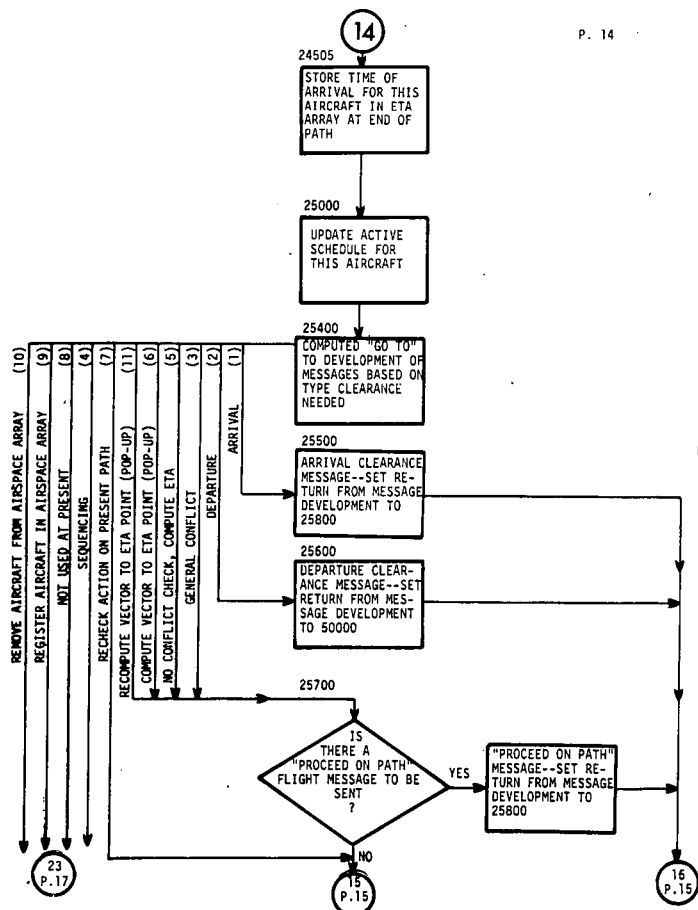 14
P. 14
24505
STORE TIME OF
ARRIVAL FOR THIS
AIRCRAFT IN ETA
ARRAY AT END OF
PATH
25000
UPDATE ACTIVE
SCHEDULE FOR
THIS AIRCRAFT
25400
COMPUTED "GO TO"
TO DEVELOPMENT OF
MESSAGES BASED ON
TYPE CLEARANCE
NEEDED
REMOVE AIRCRAFT FROM AIRSPACE ARRAY (10)
REGISTER AIRCRAFT IN AIRSPACE ARRAY (9)
NOT USED AT PRESENT (8)
SEQUENCING (4)
RECHECK ACTION ON PRESENT PATH (7)
RECOMPUTE VECTOR TO ETA POINT (POP-UP) (11)
COMPUTE VECTOR TO ETA POINT (POP-UP) (6)
NO CONFLICT CHECK, COMPUTE ETA (5)
GENERAL CONFLICT (3)
DEPARTURE (2)
ARRIVAL (1)
25500
ARRIVAL CLEARANCE
MESSAGE--SET RE-
TURN FROM MESSAGE
DEVELOPMENT TO
25800
25600
DEPARTURE CLEAR-
ANCE MESSAGE--SET
RETURN FROM MES-
SAGE DEVELOPMENT
TO 50000
25700
IS
THERE A
"PROCEED ON PATH"
FLIGHT MESSAGE TO BE
SENT
?
YES
"PROCEED ON PATH"
MESSAGE--SET RE-
TURN FROM MESSAGE
DEVELOPMENT TO
25800
NO
23
P.17
15
P.15
16
P.15